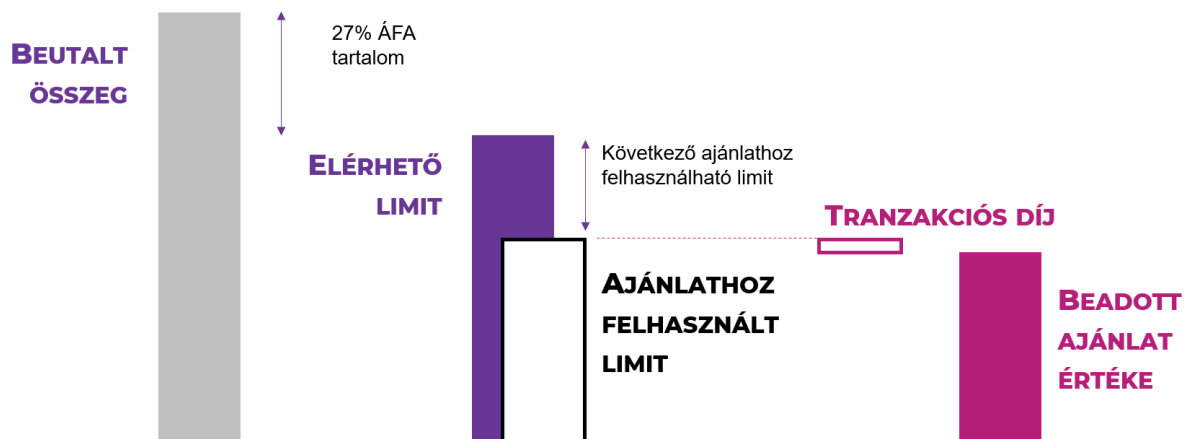 BEUTALT
ÖSSZEG
27% ÁFA
tartalom
ELÉRHETŐ
LIMIT
Következő ajánlathoz
felhasználható limit
TRANZAKCIÓS DÍJ
AJÁNLATHOZ
FELHASZNÁLT
LIMIT
BEADOTT
AJÁNLAT
ÉRTÉKE